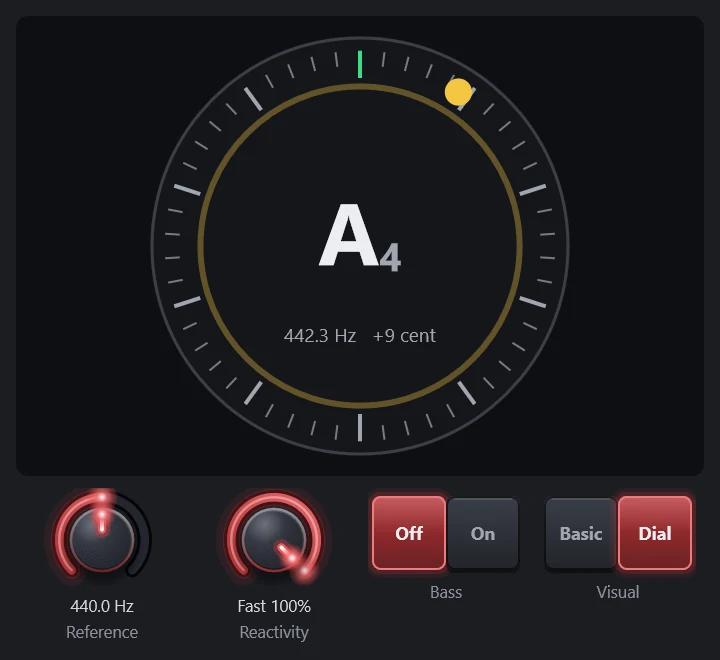 A4
442.3 Hz +9 cent
Off On Basic Dial
440.0 Hz Fast 100% Bass Visual
Reference Reactivity